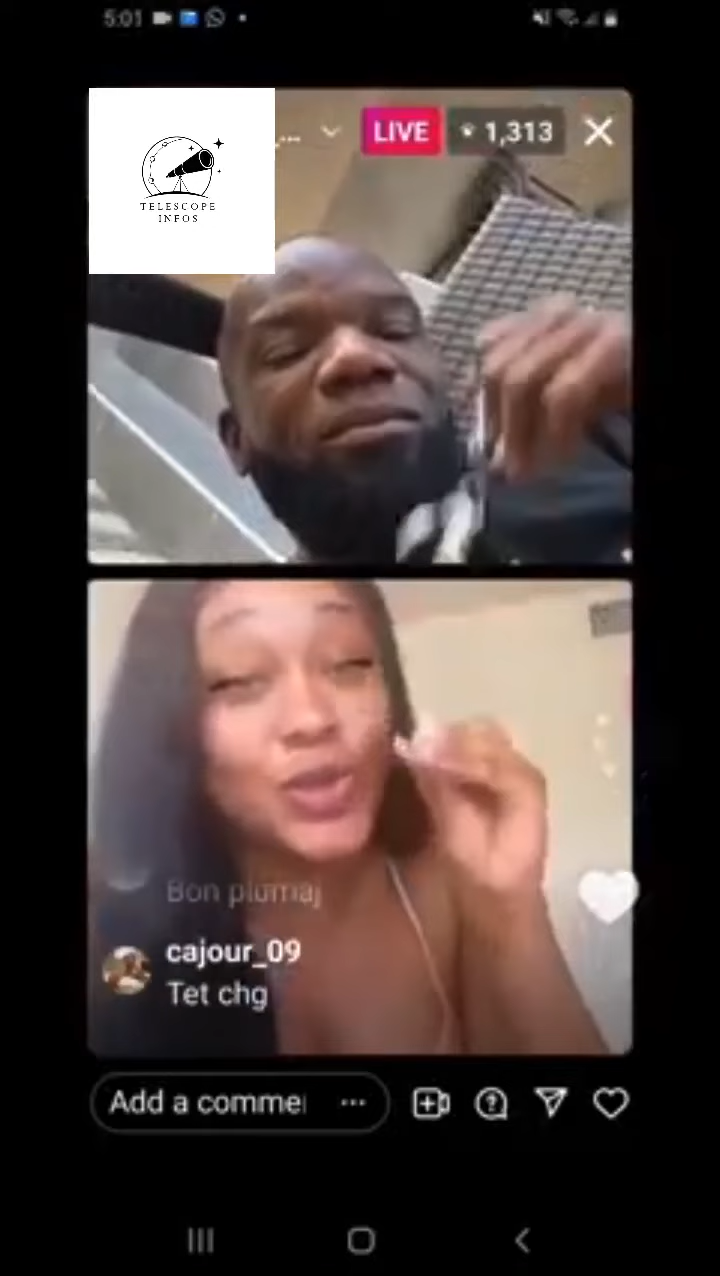 5:01
... LIVE 1,313
TELESCOPE
INFOS
Bon plumaj
cajour_09
Tet chg
Add a comme